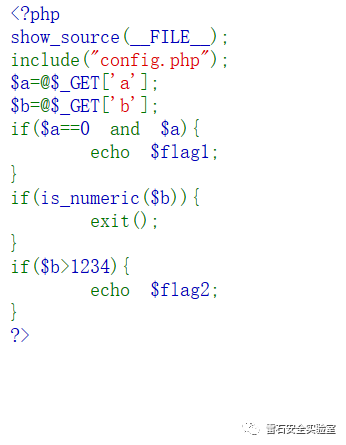 <?php
show_source(__FILE__);
include("config.php");
$a=@$_GET['a'];
$b=@$_GET['b'];
if($a==0 and $a){
echo $flag1;
}
if(is_numeric($b)){
exit();
}
if($b>1234){
echo $flag2;
}
?>
雷石安全实验室